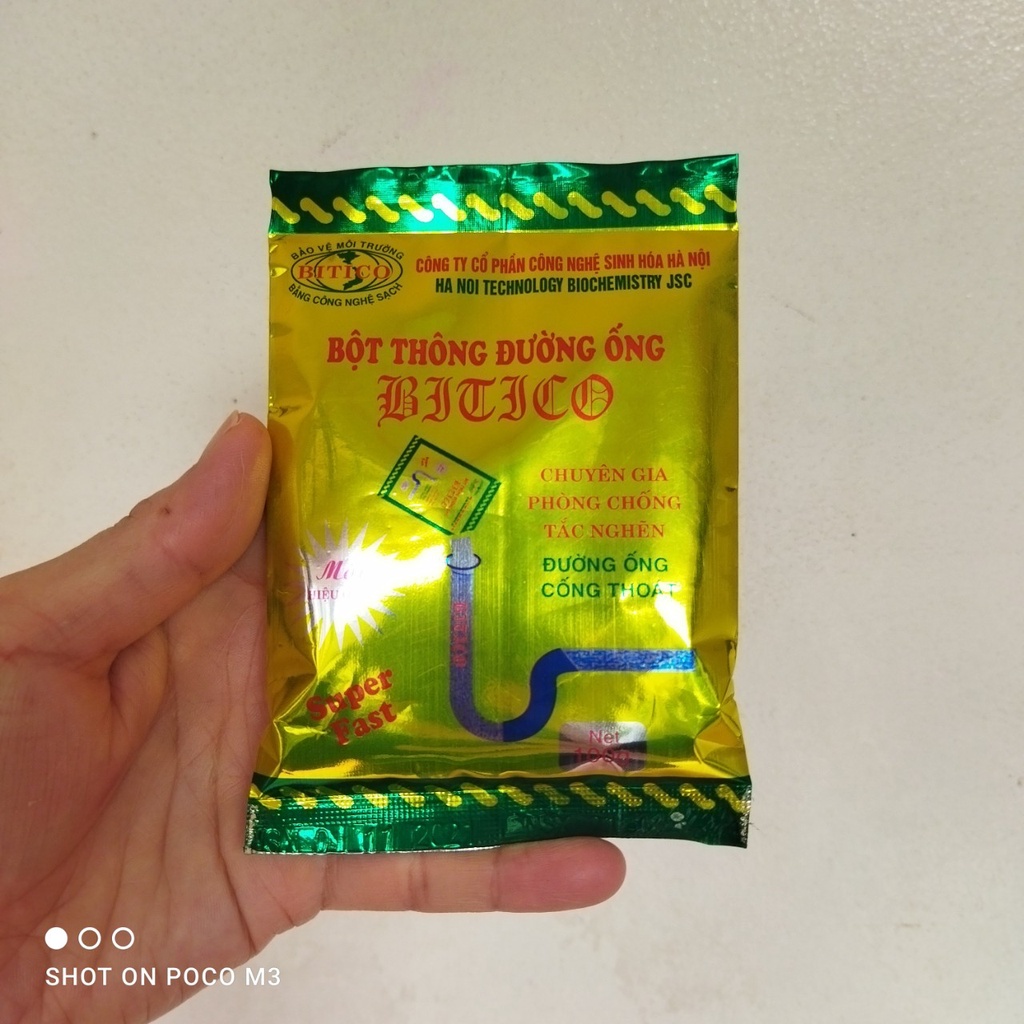 BẢO VỆ MÔI TRƯỜNG
BITICO
BẰNG CÔNG NGHỆ SẠCH
CÔNG TY CỔ PHẦN CÔNG NGHỆ SINH HÓA HÀ NỘI
HA NOI TECHNOLOGY BIOCHEMISTRY JSC
BỘT THÔNG ĐƯỜNG ỐNG
BITICO
CHUYÊN GIA
PHÒNG CHỐNG
TẮC NGHẼN
ĐƯỜNG ỐNG
CỐNG THOÁT
Super
Fast
Net
100g
SHOT ON POCO M3